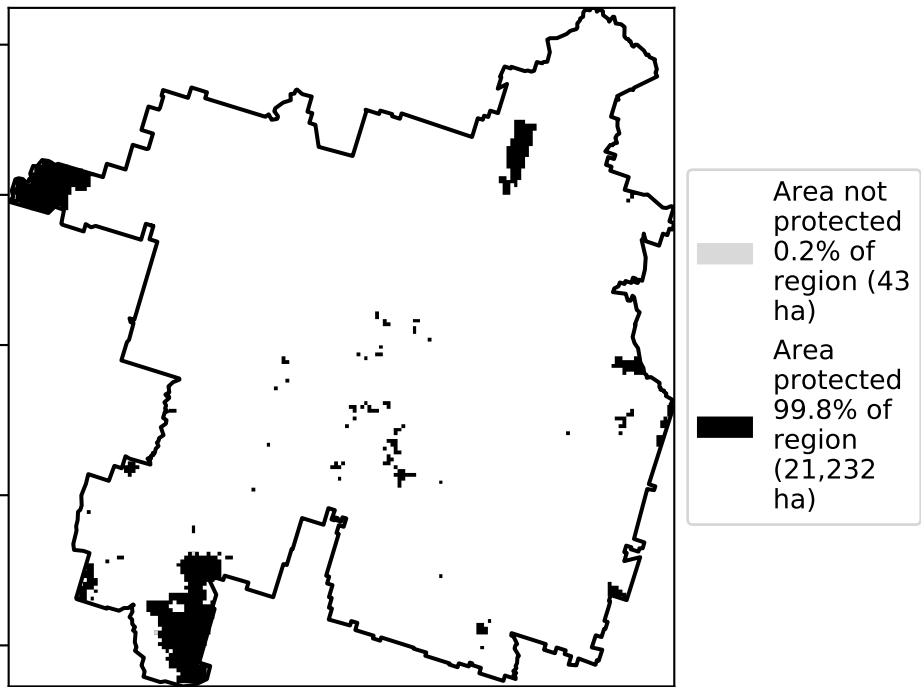 Area not
protected
0.2% of
region (43
ha)
Area
protected
99.8% of
region
(21,232
ha)